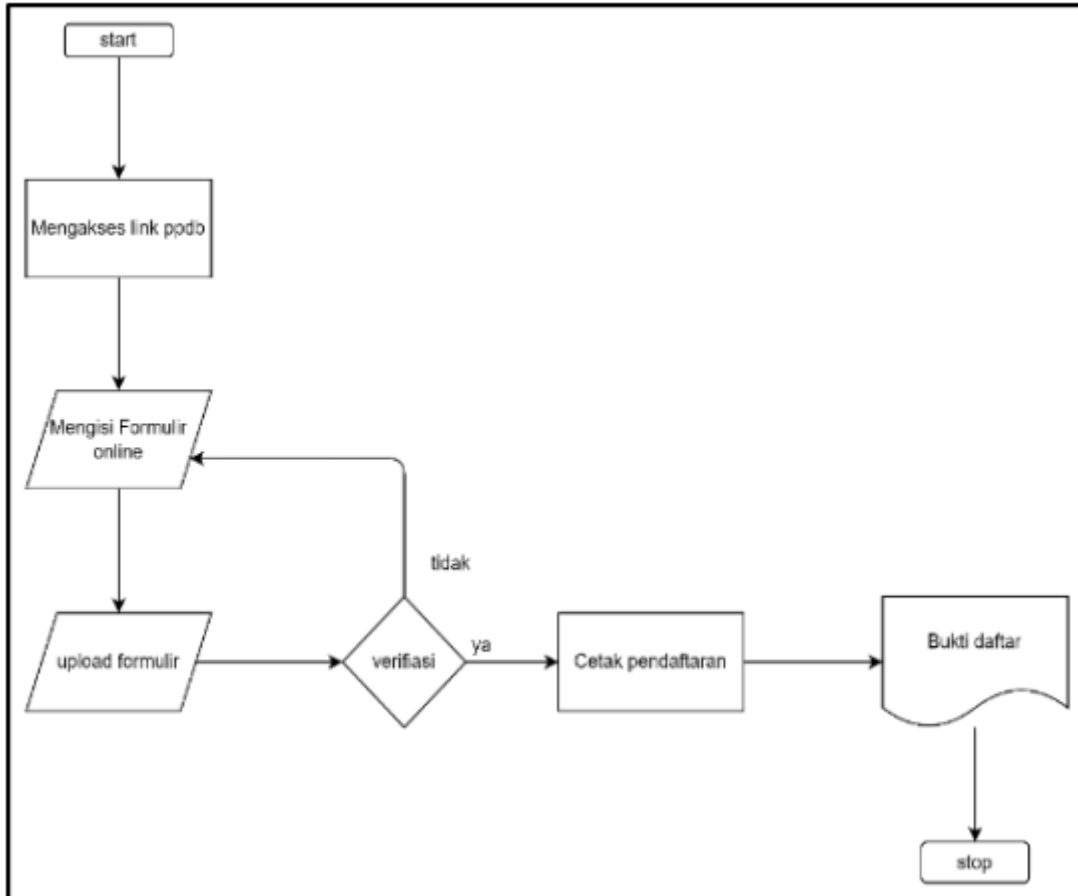 start
Mengakses link ppdb
Mengisi Formulir
online
tidak
upload formulir
verifiasi
ya
Cetak pendaftaran
Bukti daftar
stop